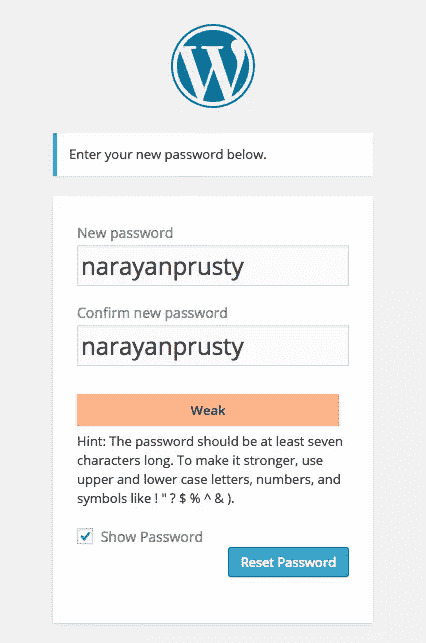 Enter your new password below.
New password
narayanprusty
Confirm new password
narayanprusty
Weak
Hint: The password should be at least seven
characters long. To make it stronger, use
upper and lower case letters, numbers, and
symbols like ! " ? $ % ^ & ).
Show Password
Reset Password